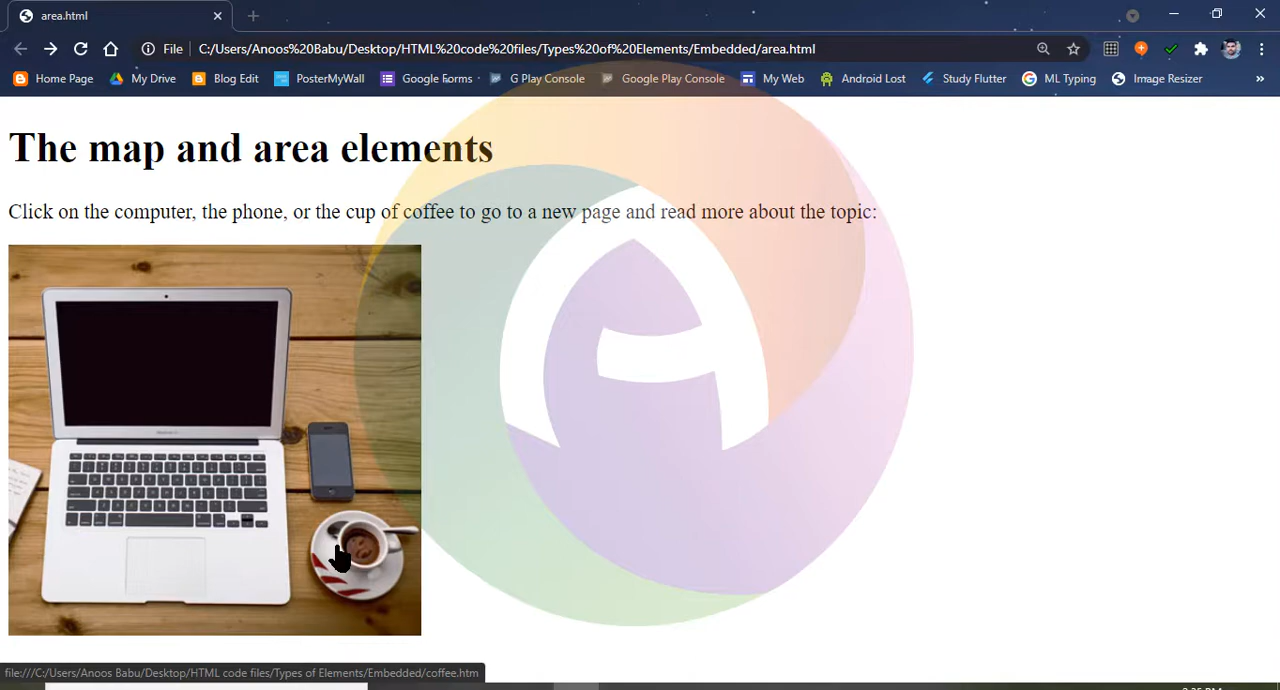 area.html
File C:/Users/Anoos%20Babu/Desktop/HTML%20code%20files/Types%20of%20Elements/Embedded/area.html
Home Page My Drive Blog Edit PosterMyWall Google Forms G Play Console Google Play Console My Web Android Lost Study Flutter ML Typing Image Resizer »
The map and area elements
Click on the computer, the phone, or the cup of coffee to go to a new page and read more about the topic:
file:///C:/Users/Anoos Babu/Desktop/HTML code files/Types of Elements/Embedded/coffee.htm